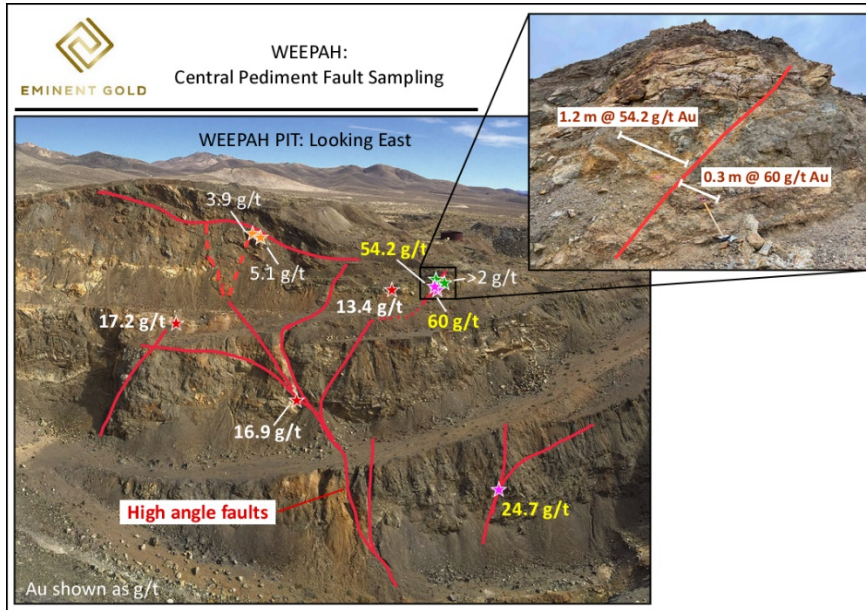 EMINENT GOLD
WEEPAH:
Central Pediment Fault Sampling
WEEPAH PIT: Looking East
1.2 m @ 54.2 g/t Au
0.3 m @ 60 g/t Au
3.9 g/t
5.1 g/t
54.2 g/t
>2 g/t
13.4 g/t
60 g/t
17.2 g/t
16.9 g/t
24.7 g/t
High angle faults
Au shown as g/t